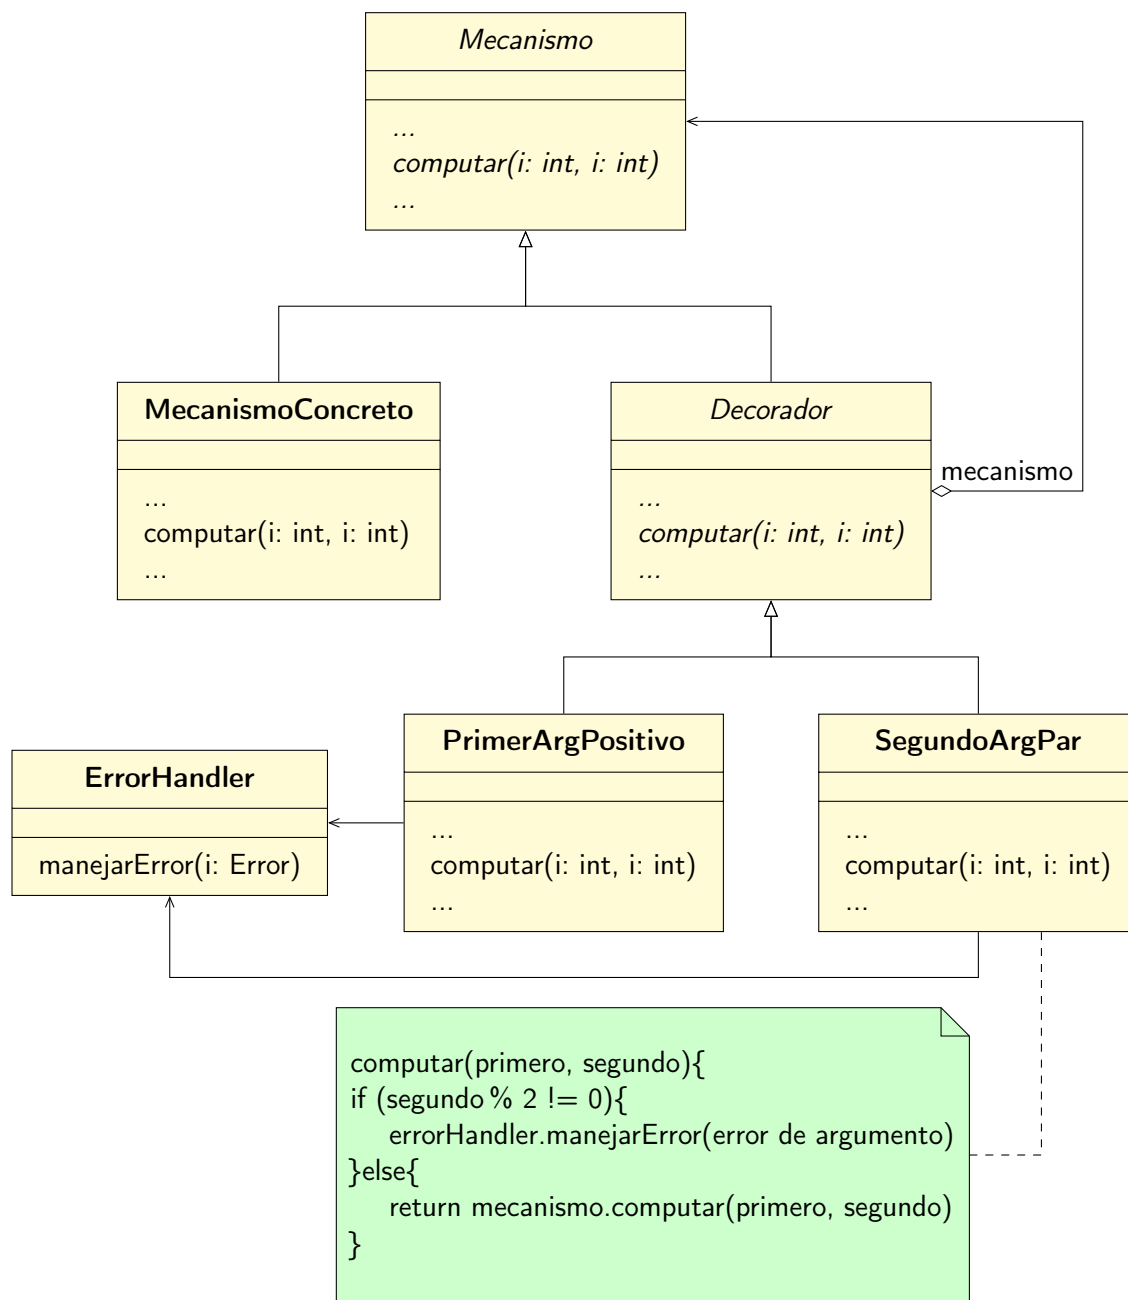 Mecanismo
...
computar(i: int, i: int)
...
MecanismoConcreto
...
computar(i: int, i: int)
...
Decorador
...
computar(i: int, i: int)
...
mecanismo
ErrorHandler
manejarError(i: Error)
PrimerArgPositivo
...
computar(i: int, i: int)
...
SegundoArgPar
...
computar(i: int, i: int)
...
computar(primero, segundo){
if (segundo % 2 != 0){
errorHandler.manejarError(error de argumento)
}else{
return mecanismo.computar(primero, segundo)
}